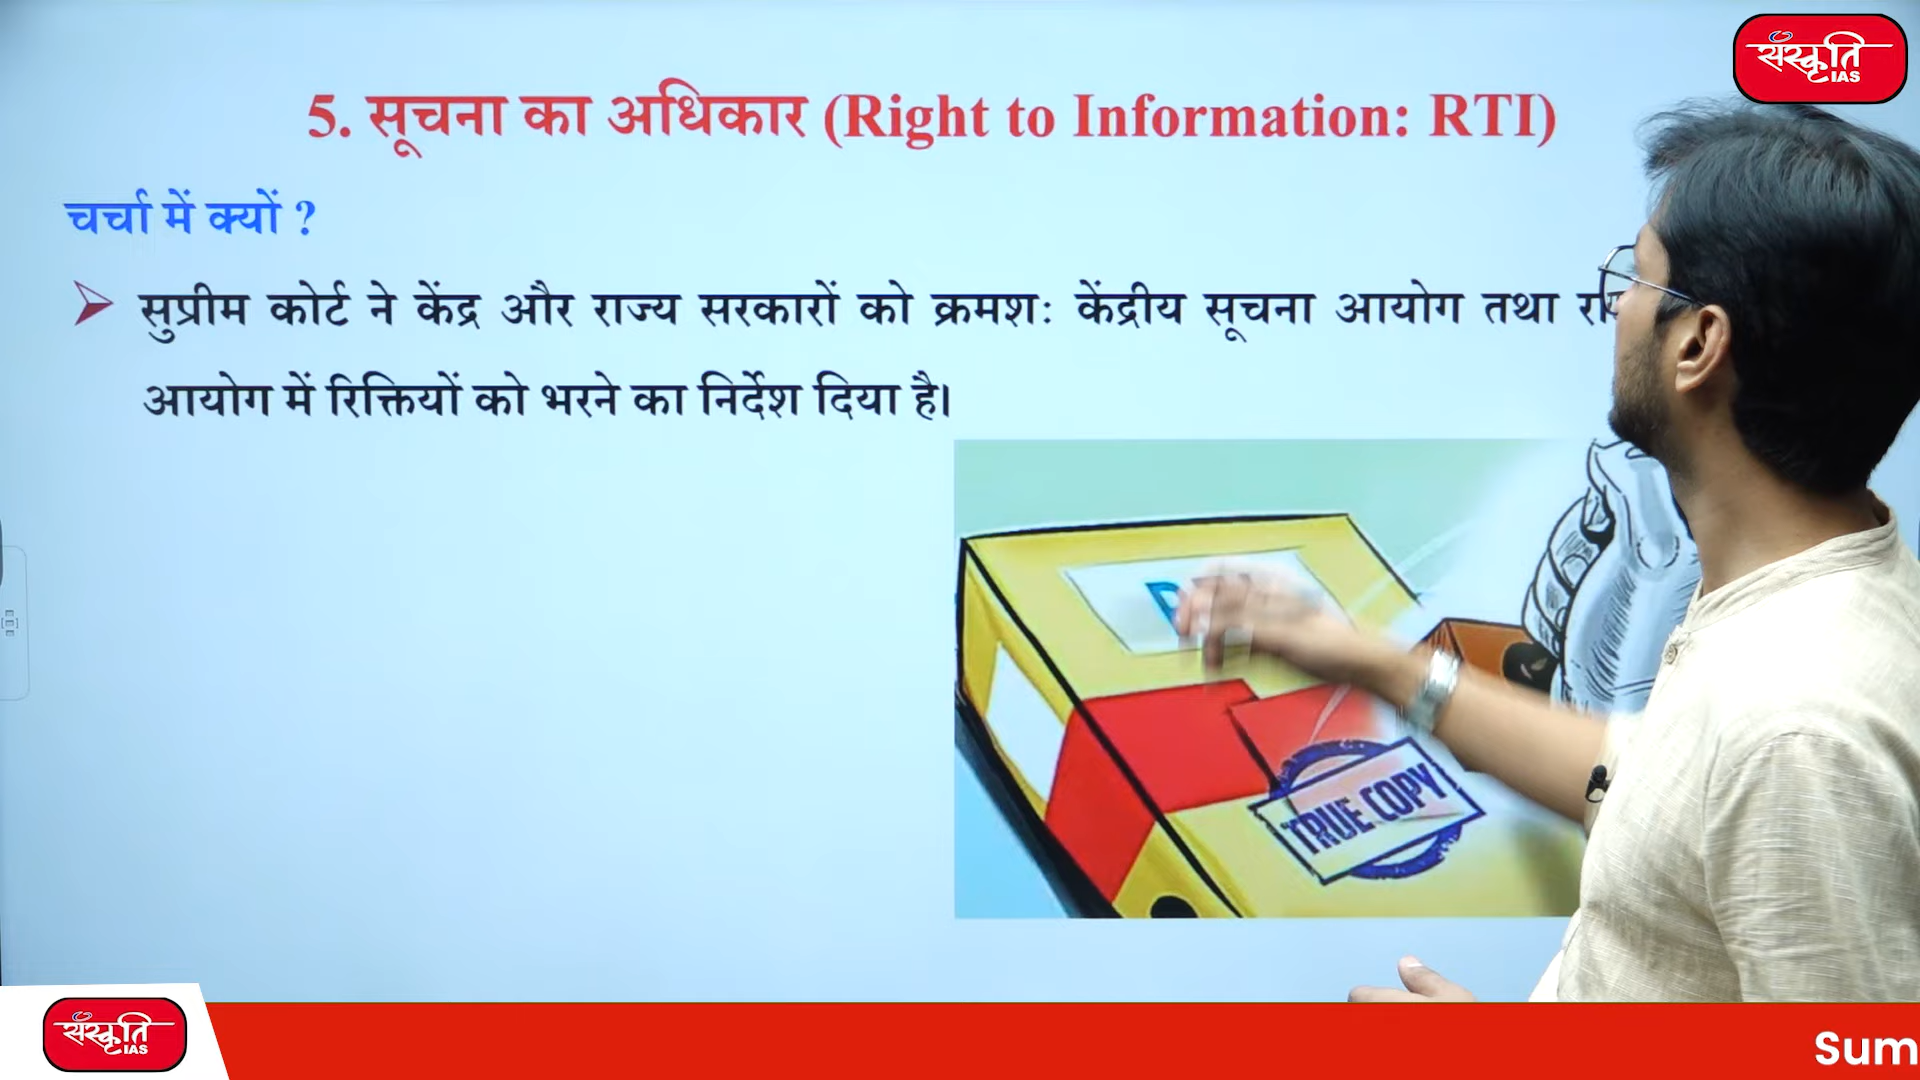 संस्कृति
IAS
5. सूचना का अधिकार (Right to Information: RTI)
चर्चा में क्यों ?
सुप्रीम कोर्ट ने केंद्र और राज्य सरकारों को क्रमशः केंद्रीय सूचना आयोग तथा
आयोग में रिक्तियों को भरने का निर्देश दिया है।
TRUE COPY
संस्कृति
IAS
Sum